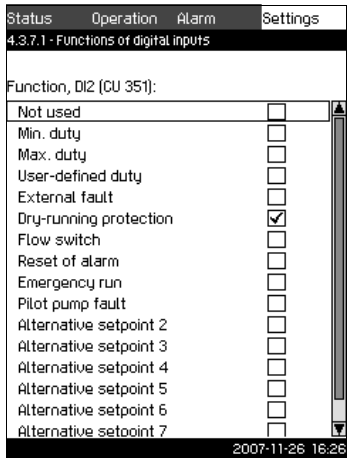 Status Operation Alarm Settings
4.3.7.1 - Functions of digital inputs
Function, DI2 (CU 351):
Not used
Min. duty
Max. duty
User-defined duty
External fault
Dry-running protection
Flow switch
Reset of alarm
Emergency run
Pilot pump fault
Alternative setpoint 2
Alternative setpoint 3
Alternative setpoint 4
Alternative setpoint 5
Alternative setpoint 6
Alternative setpoint 7
2007-11-26 16:26